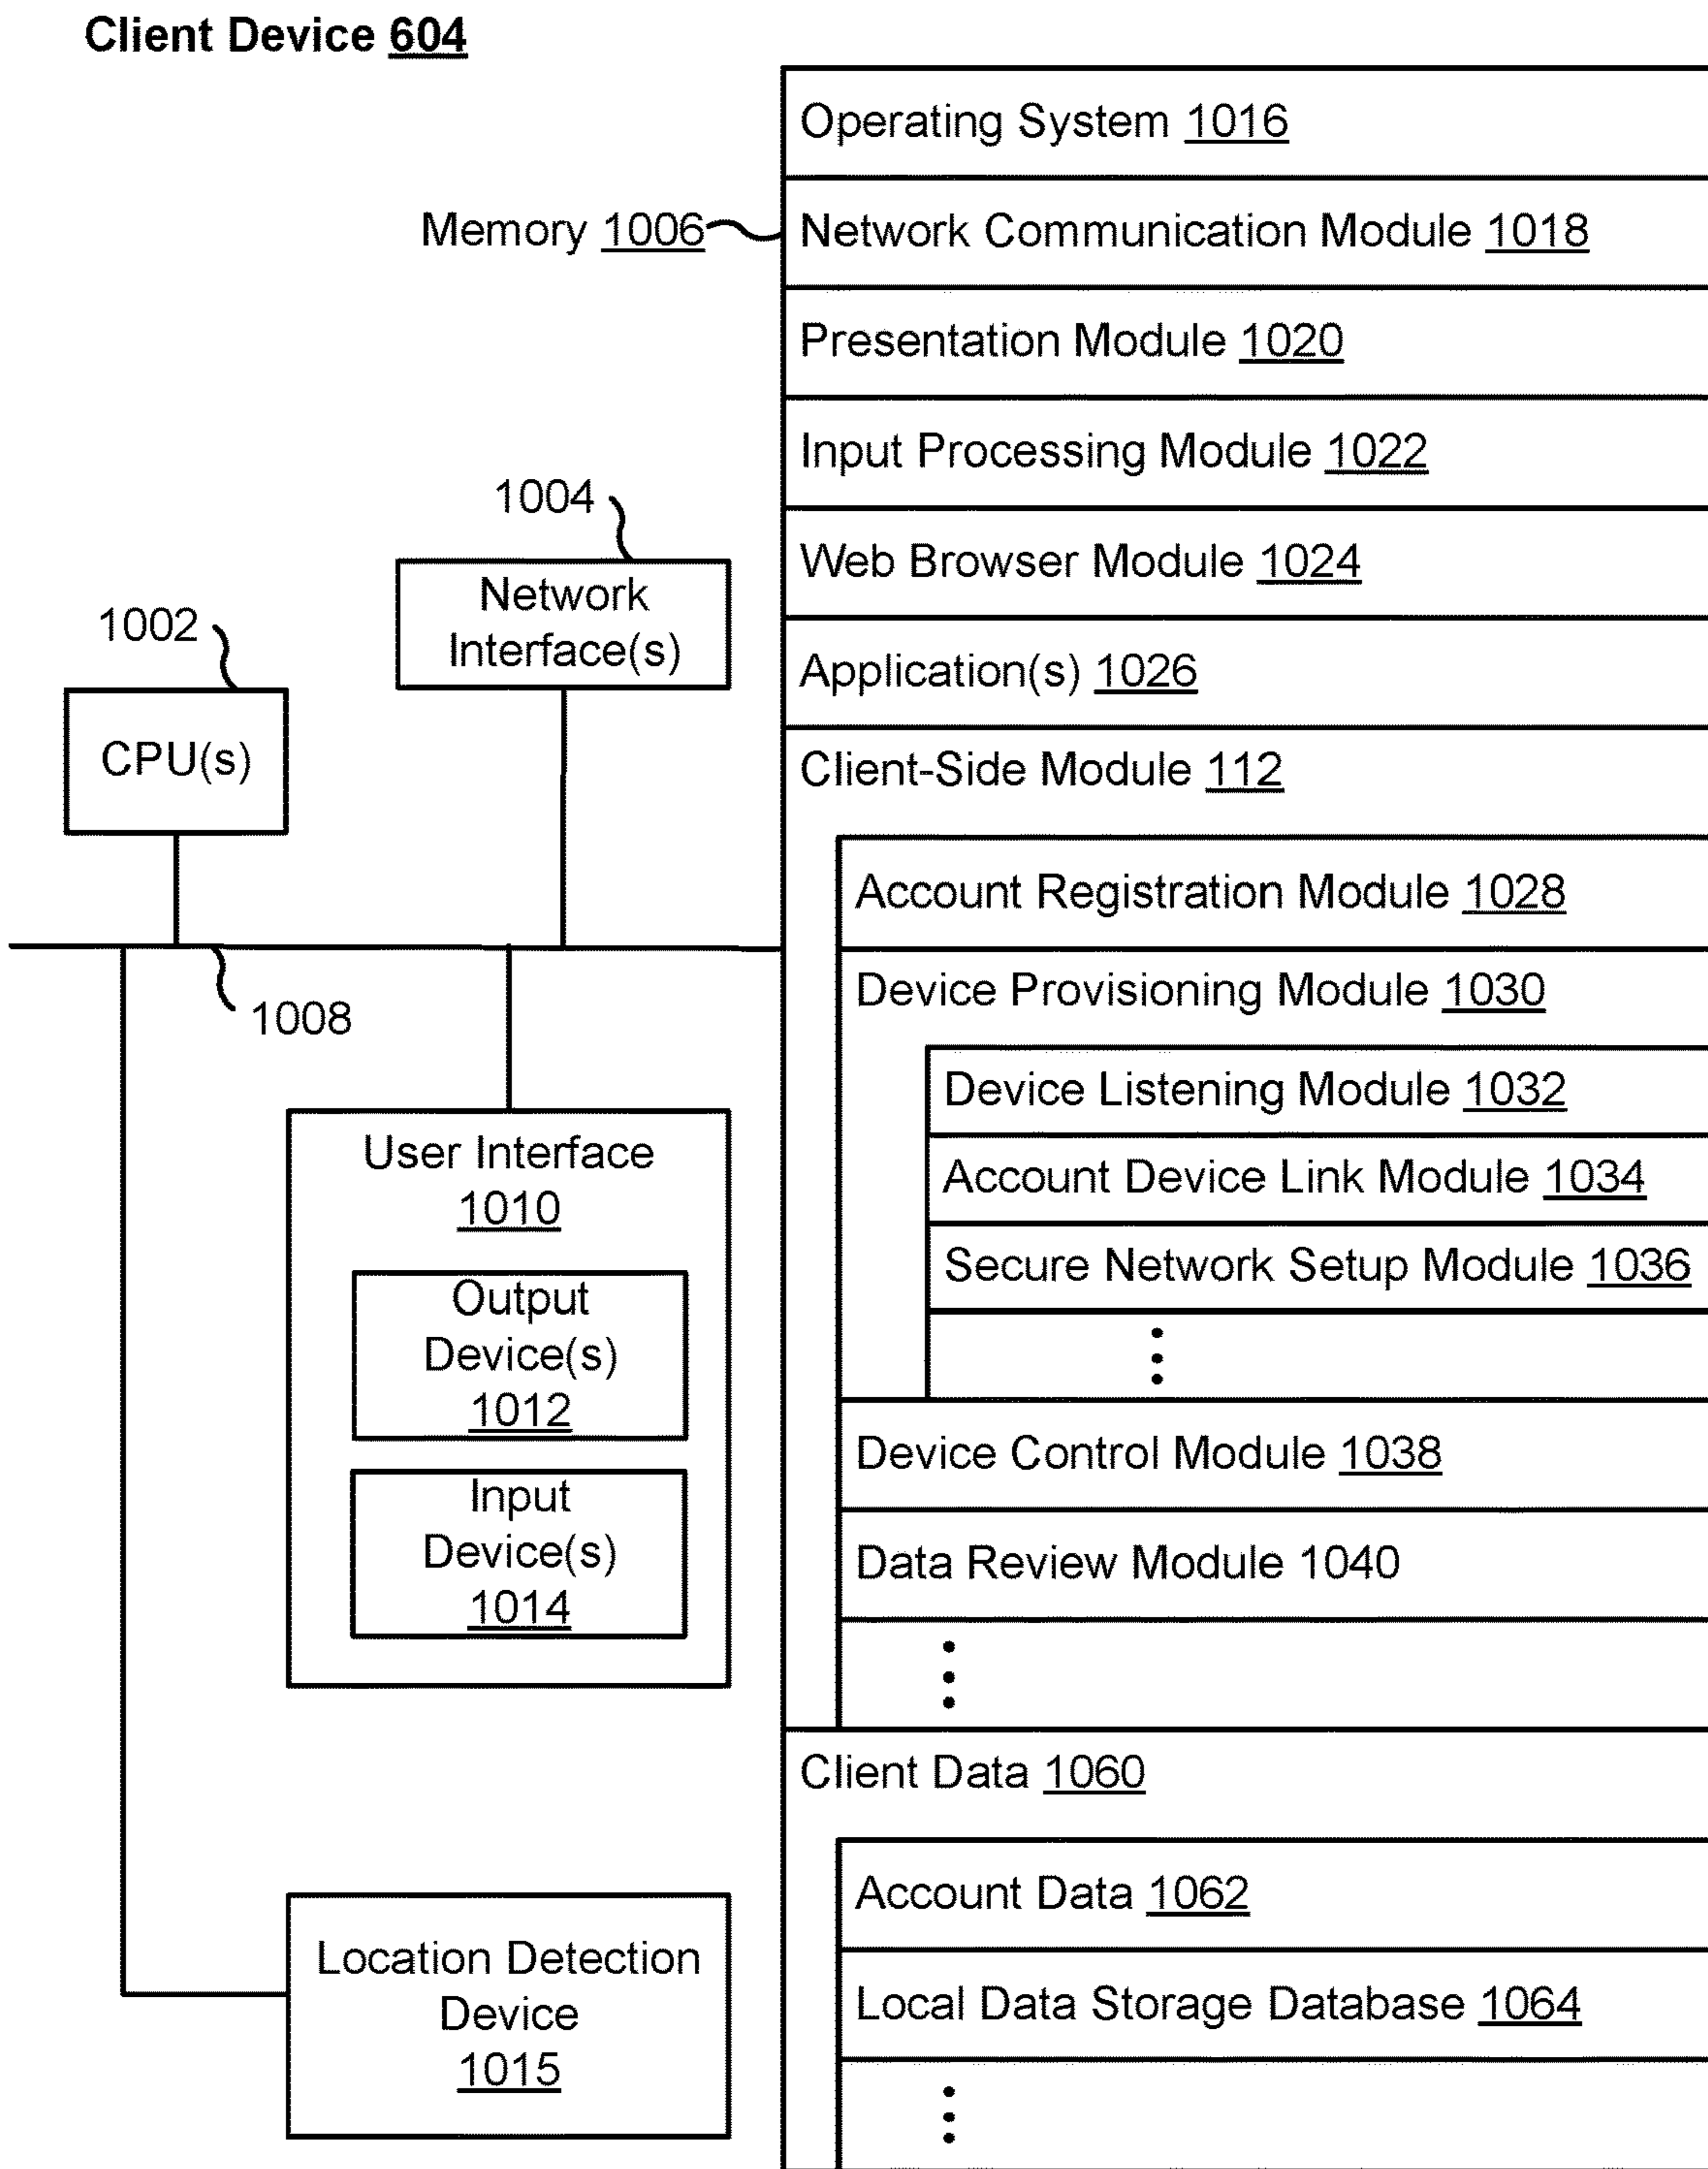 Client Device 604
Operating System 1016
Memory 1006
Network Communication Module 1018
Presentation Module 1020
Input Processing Module 1022
1004
Network
Interface(s)
Web Browser Module 1024
1002
CPU(s)
Application(s) 1026
Client-Side Module 112
Account Registration Module 1028
Device Provisioning Module 1030
1008
Device Listening Module 1032
Account Device Link Module 1034
Secure Network Setup Module 1036
User Interface
1010
Output
Device(s)
1012
Input
Device(s)
1014
Device Control Module 1038
Data Review Module 1040
Client Data 1060
Account Data 1062
Local Data Storage Database 1064
Location Detection
Device
1015